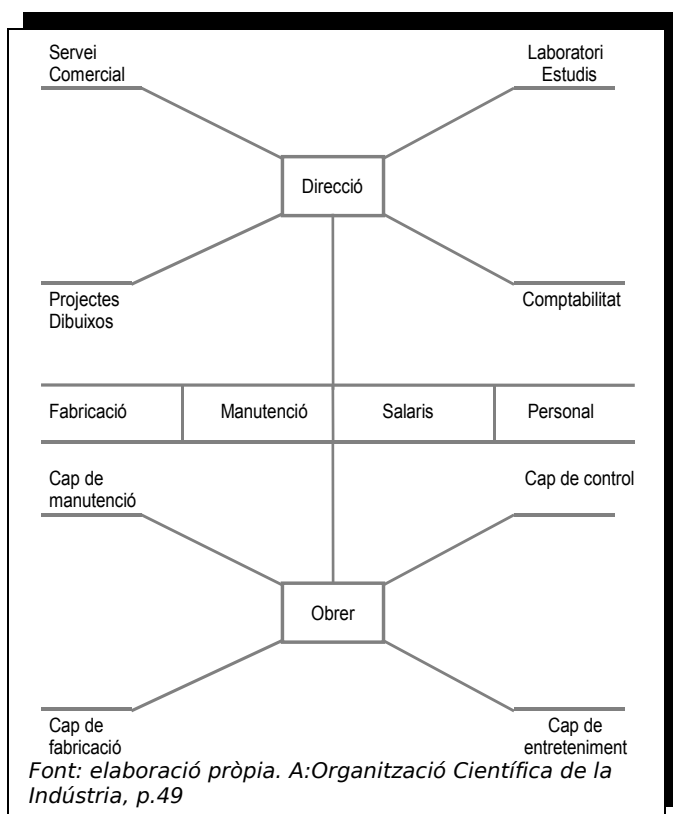 Servei
Comercial
Laboratori
Estudis
Direcció
Projectes
Dibuixos
Comptabilitat
Fabricació
Manutenció
Salaris
Personal
Cap de
manutenció
Cap de control
Obrer
Cap de
fabricació
Cap de
entreteniment
Font: elaboració pròpia. A:Organització Científica de la
Indústria, p.49